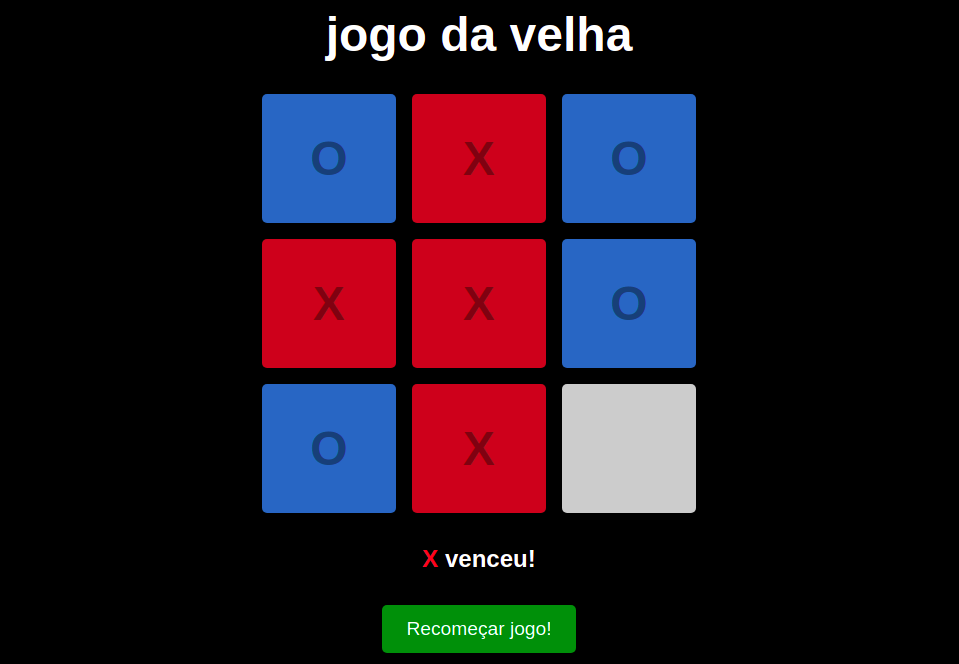 jogo da velha
O X O
X X O
O X
X venceu!
Recomeçar jogo!